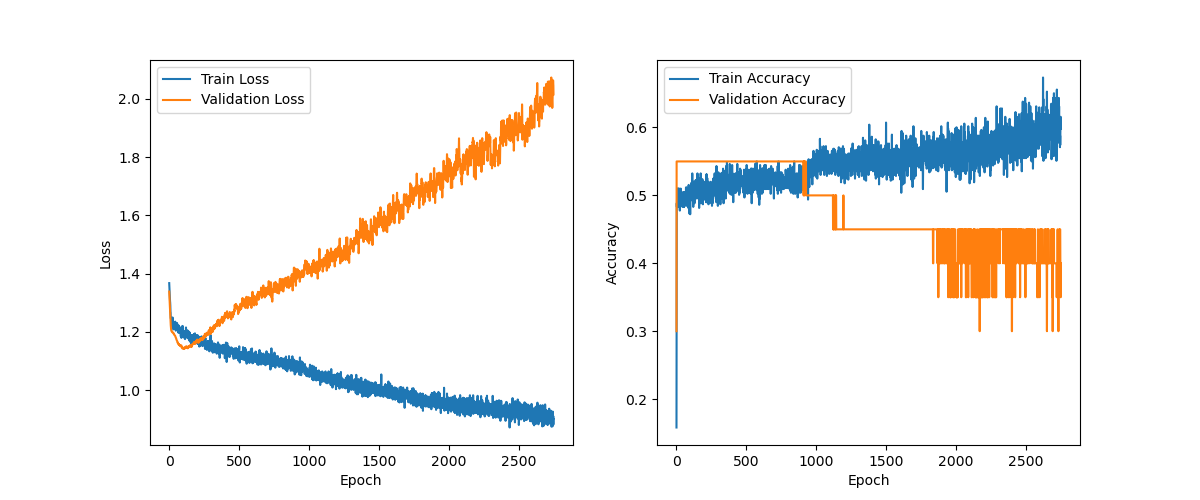 Train Loss
Validation Loss
2.0
1.8
1.6
1.4
1.2
1.0
Loss
0 500 1000 1500 2000 2500
Epoch
Train Accuracy
Validation Accuracy
0.6
0.5
0.4
0.3
0.2
Accuracy
0 500 1000 1500 2000 2500
Epoch